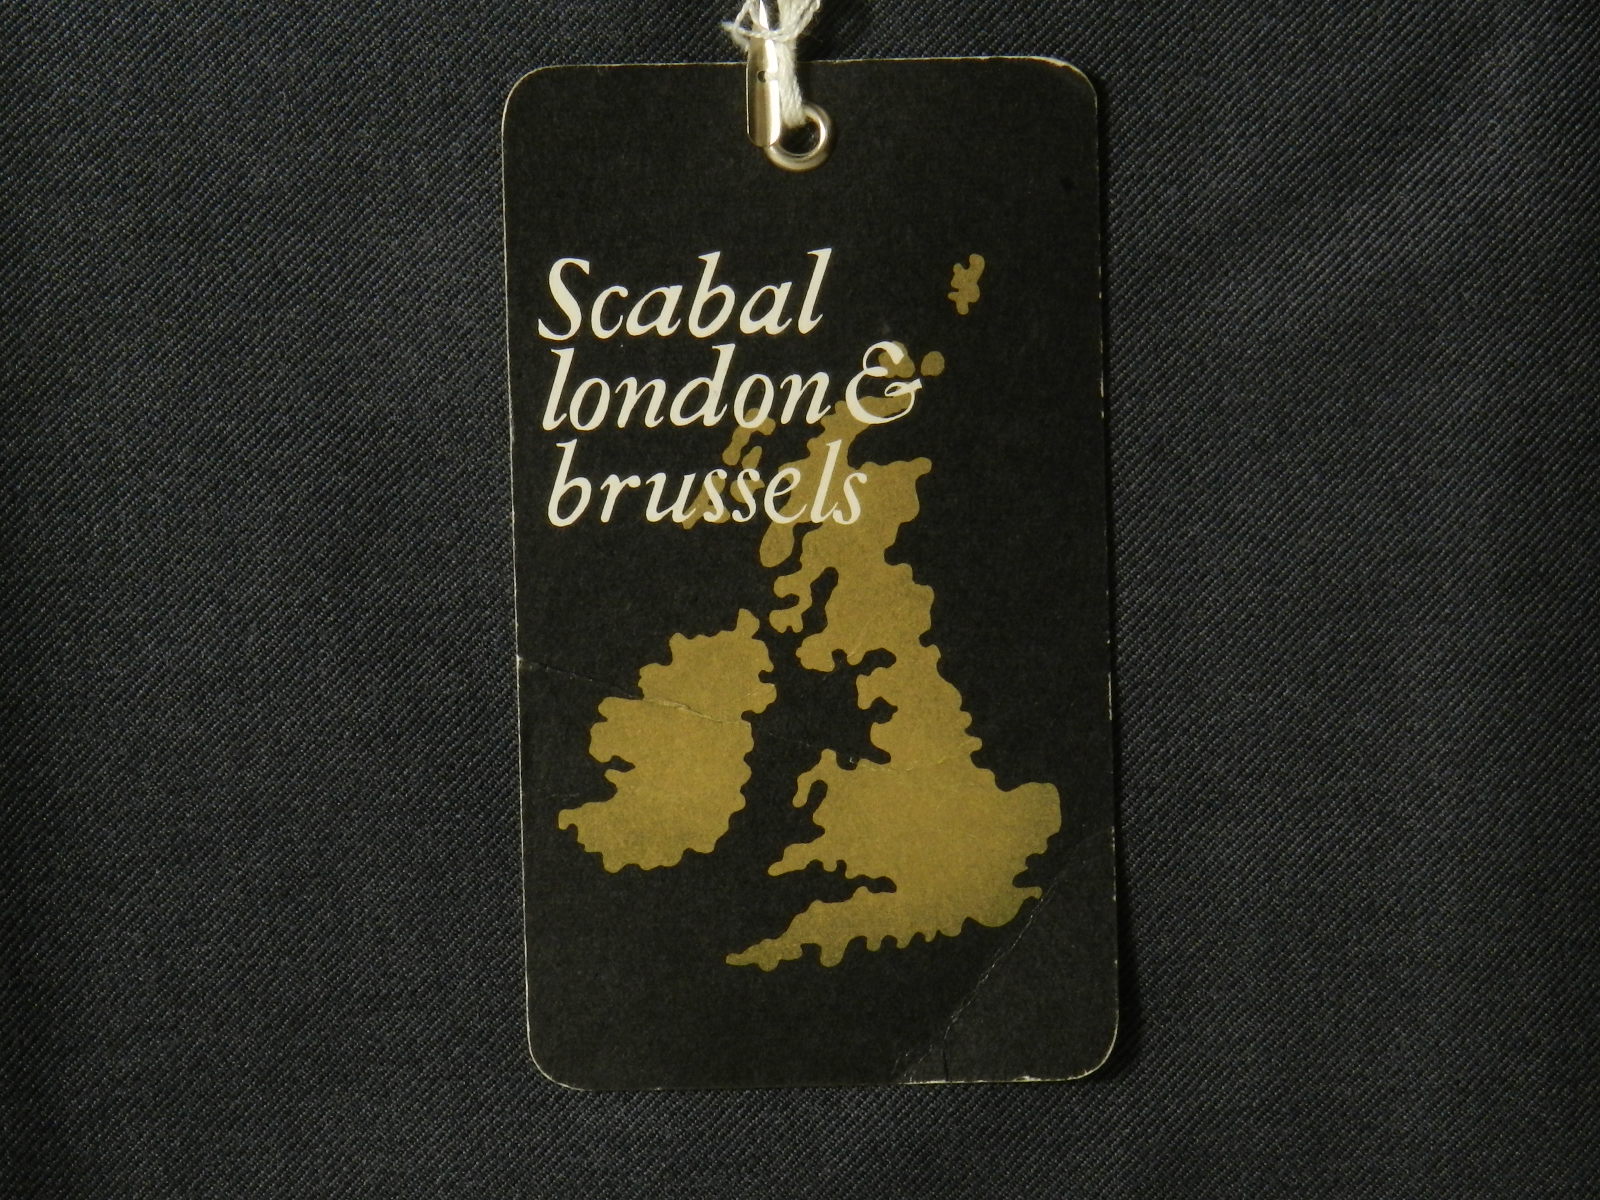 Scabal
london &
brussels